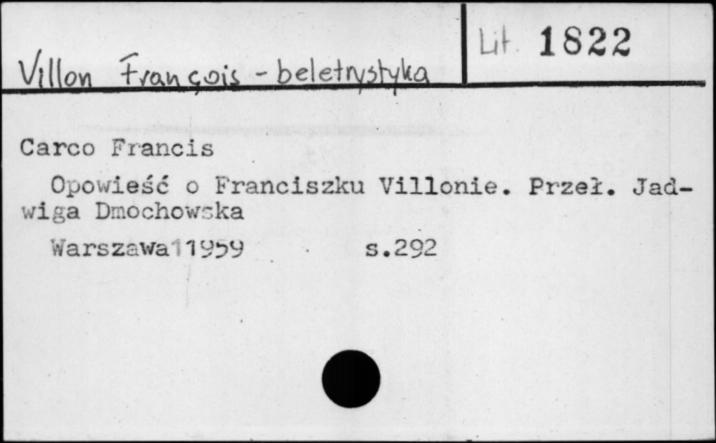 Villon François - beletrystyka
Lit. 1822
Carco Francis
Opowieść o Franciszku Villonie. Przeł. Jad-
wiga Dmochowska
Warszawa 1959 s.292